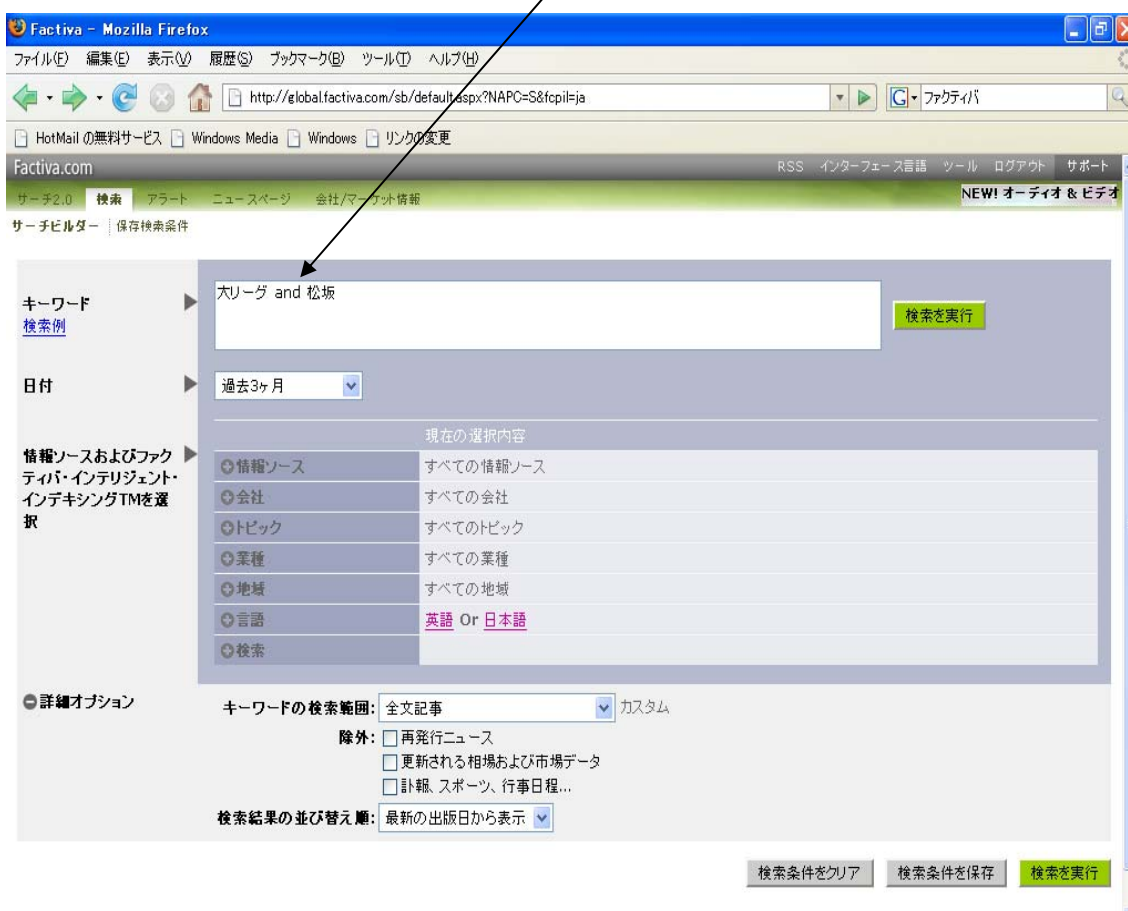 Factiva - Mozilla Firefox
ファイル(F) 編集(E) 表示(V) 履歴(S) ブックマーク(B) ツール(T) ヘルプ(H)
http://global.factiva.com/sb/default.aspx?NAPC=S&fcpil=ja
G ファクティバ
HotMail の無料サービス Windows Media Windows リンクの変更
Factiva.com RSS インターフェース言語 ツール ログアウト サポート
サーチ2.0 検索 アラート ニュースページ 会社/マーケット情報 NEW! オーディオ & ビデオ
サーチビルダー 保存検索条件
キーワード
検索例
大リーグ and 松坂
検索を実行
日付
過去3ヶ月
情報ソースおよびファク
ティバ・インテリジェント・
インデキシングTMを選
択
現在の選択内容
情報ソース すべての情報ソース
会社 すべての会社
トピック すべてのトピック
業種 すべての業種
地域 すべての地域
言語 英語 Or 日本語
検索
詳細オプション
キーワードの検索範囲: 全文記事 カスタム
除外: 再発行ニュース
更新される相場および市場データ
訃報、スポーツ、行事日程...
検索結果の並び替え順: 最新の出版日から表示
検索条件をクリア 検索条件を保存 検索を実行